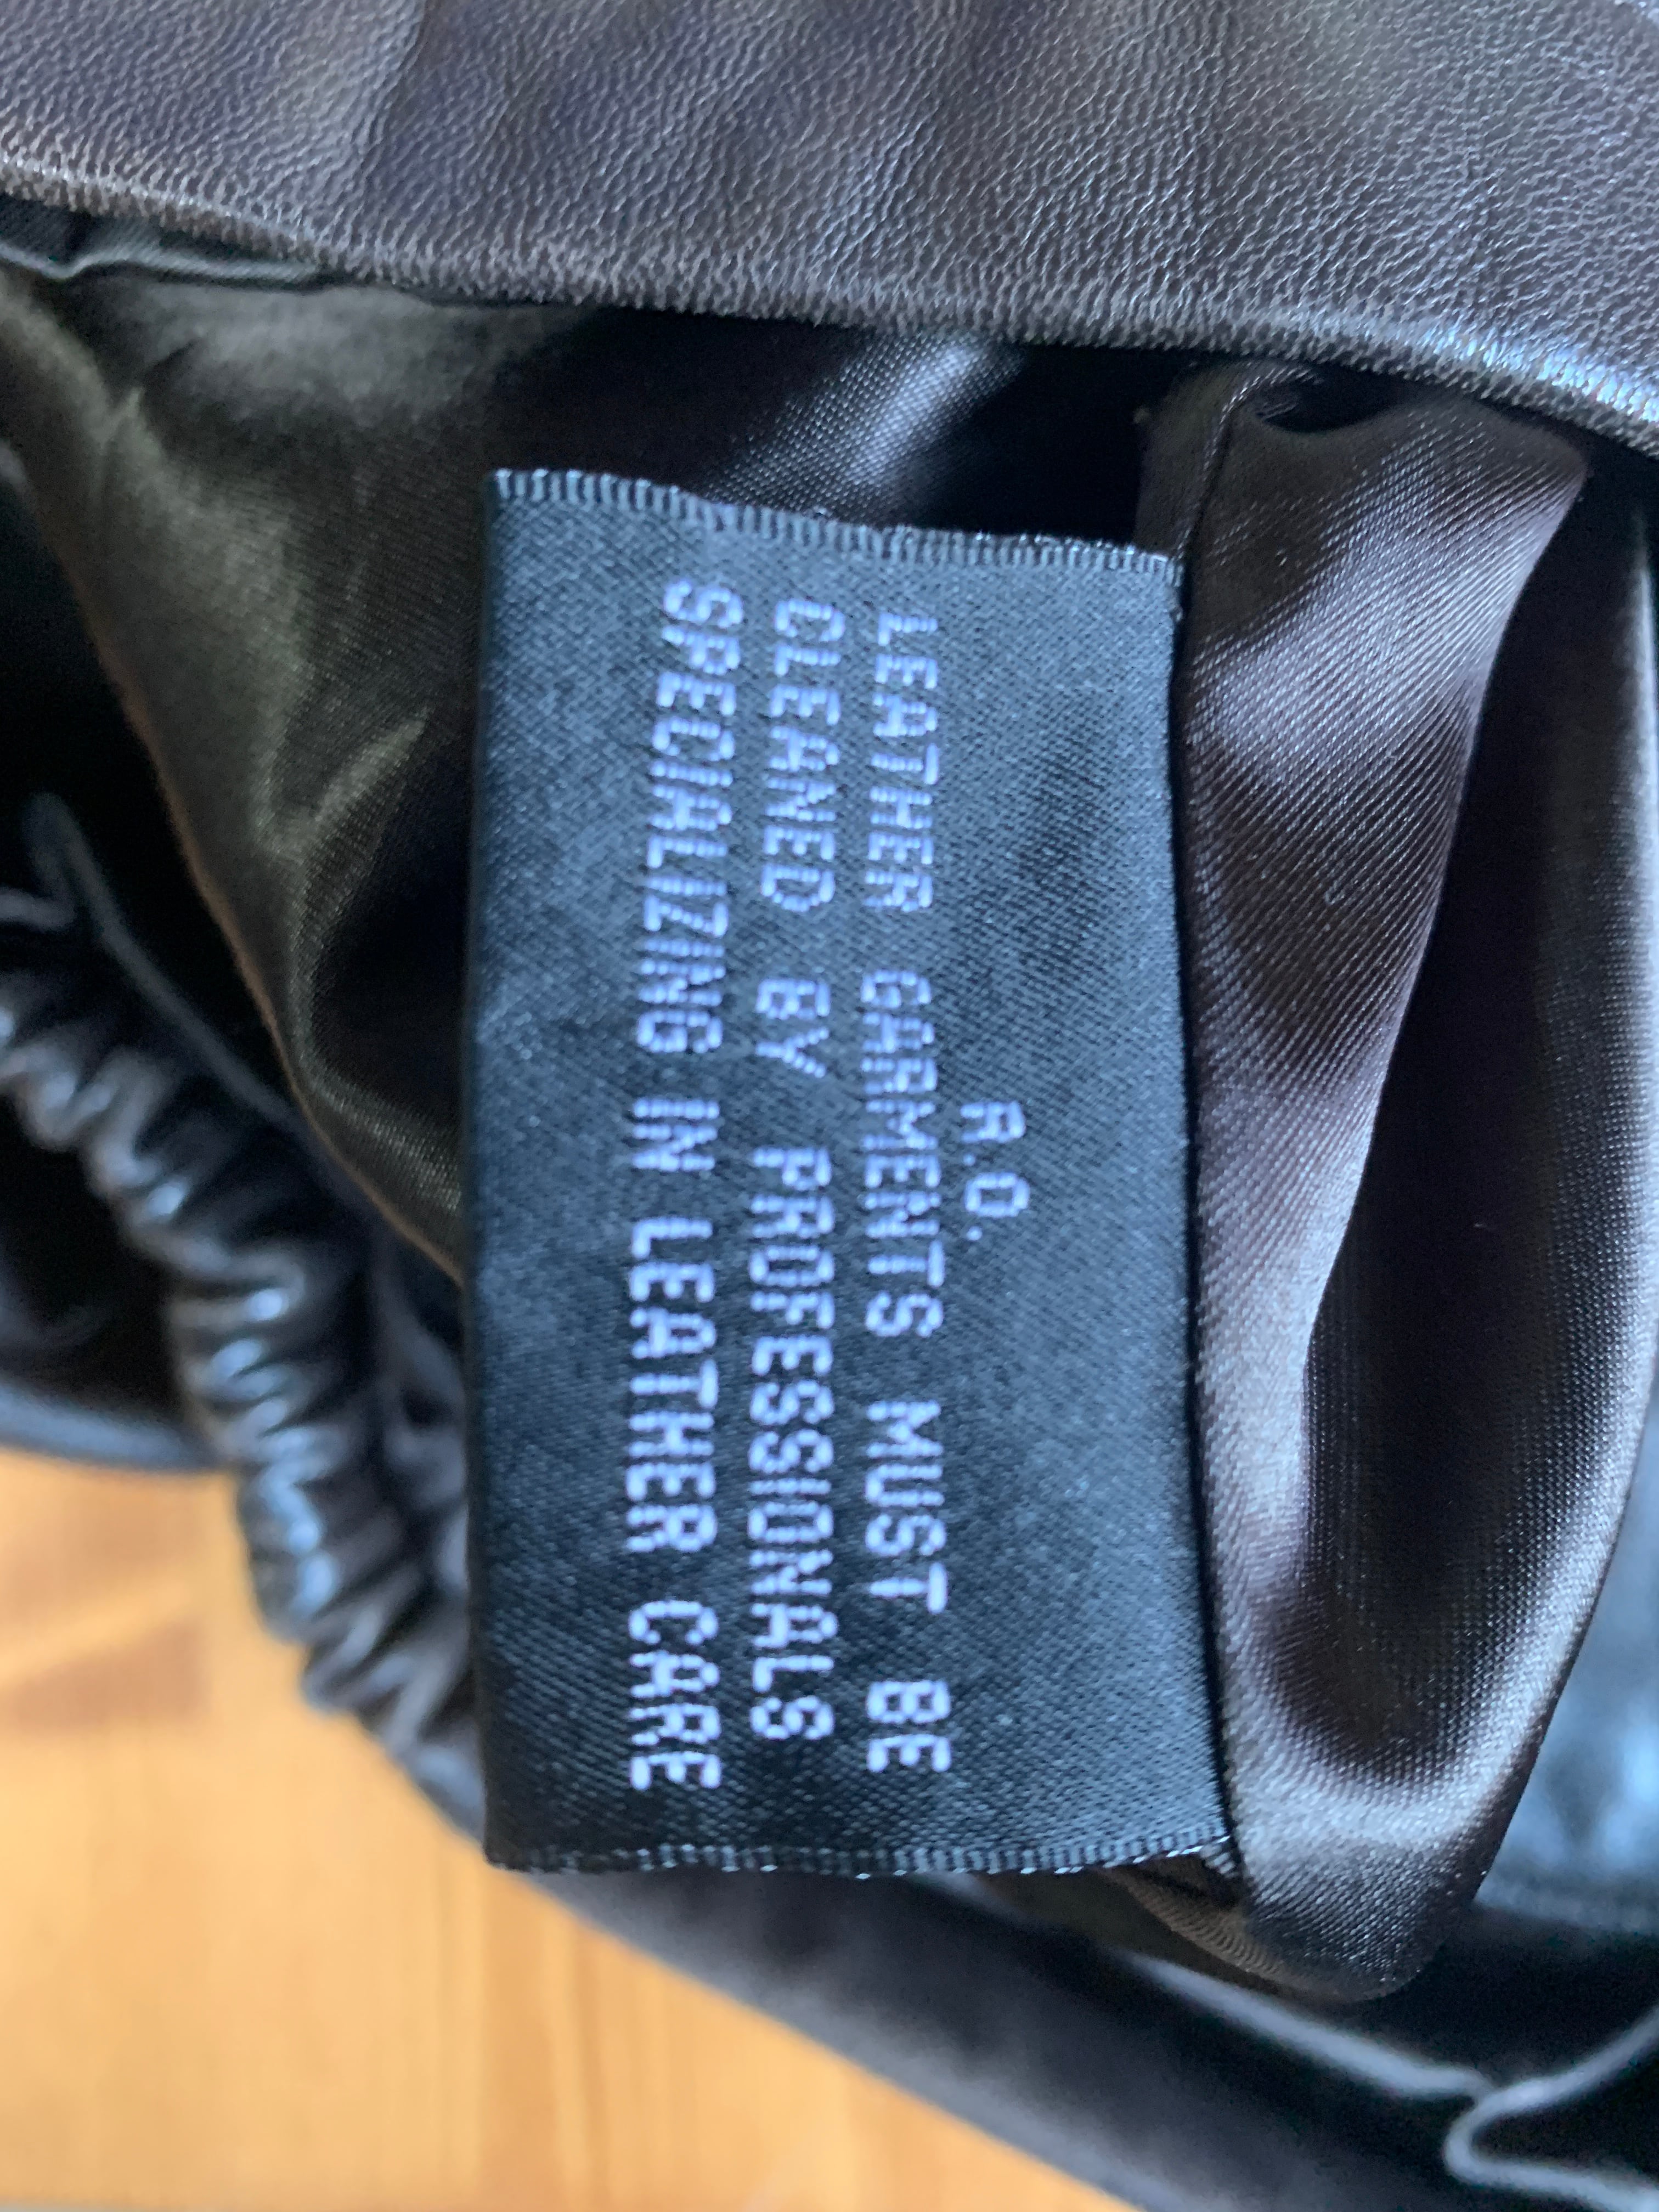 R.O.
LEATHER GARMENTS MUST BE
CLEANED BY PROFESSIONALS
SPECIALIZING IN LEATHER CARE